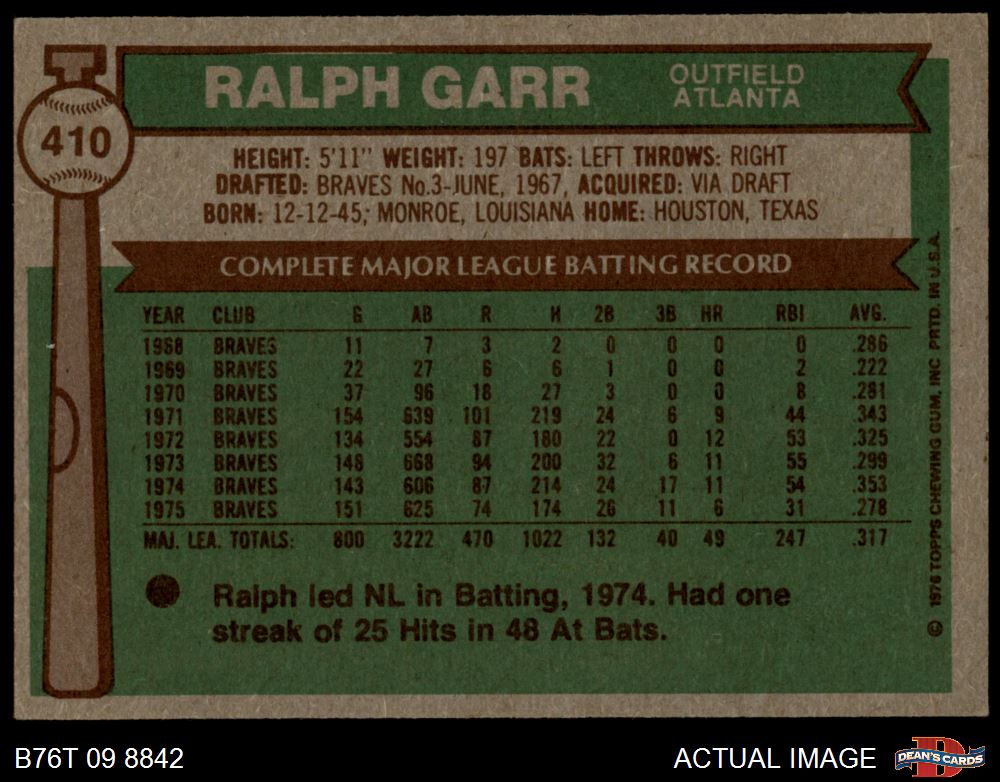 410
RALPH GARR
OUTFIELD
ATLANTA
HEIGHT: 5'11" WEIGHT: 197 BATS: LEFT THROWS: RIGHT
DRAFTED: BRAVES No.3-JUNE, 1967, ACQUIRED: VIA DRAFT
BORN: 12-12-45; MONROE, LOUISIANA HOME: HOUSTON, TEXAS
COMPLETE MAJOR LEAGUE BATTING RECORD
YEAR CLUB G AB R H 2B 3B HR RBI AVG.
1968 BRAVES 11 7 3 2 0 0 0 0 .286
1969 BRAVES 22 27 6 6 1 0 0 2 .222
1970 BRAVES 37 96 18 27 3 0 0 8 .281
1971 BRAVES 154 639 101 219 24 6 9 44 .343
1972 BRAVES 134 554 87 180 22 0 12 53 .325
1973 BRAVES 148 668 94 200 32 6 11 55 .299
1974 BRAVES 143 606 87 214 24 17 11 54 .353
1975 BRAVES 151 625 74 174 26 11 6 31 .278
MAJ. LEA. TOTALS: 800 3222 470 1022 132 40 49 247 .317
Ralph led NL in Batting, 1974. Had one
streak of 25 Hits in 48 At Bats.
© 1976 TOPPS CHEWING GUM, INC PRTD. IN U.S.A.
B76T 09 8842
ACTUAL IMAGE
D
DEAN'S CARDS